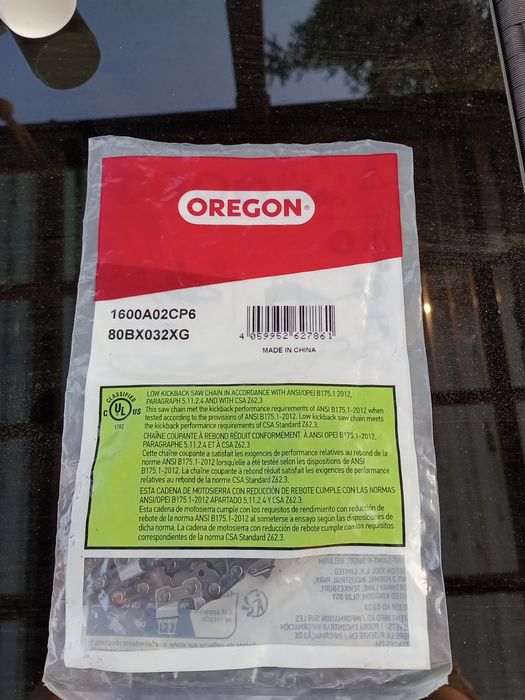 OREGON®
1600A02CP6
80BX032XG
4 059952 627861
MADE IN CHINA
CLASSIFIED
C UL US
17R2
LOW KICKBACK SAW CHAIN IN ACCORDANCE WITH ANSI/OPEI B175.1 2012,
PARAGRAPH 5.11.2.4 AND WITH CSA Z62.3
This saw chain met the kickback performance requirements of ANSI B175.1-2012 when
tested according to the provisions of ANSI B175.1-2012. Low kickback saw chain meets
the kickback performance requirements of CSA Standard Z62.3.
CHAÎNE COUPANTE À REBOND RÉDUIT CONFORMÉMENT À ANSI OPEI B175.1-2012,
PARAGRAPHE 5.11.2.4 ET À CSA Z62.3
Cette chaîne coupante a satisfait les exigences de performance relatives au rebond de la
norme ANSI B175.1-2012 lorsqu'elle a été testée selon les dispositions de ANSI
B175.1-2012. La chaîne coupante à rebond réduit satisfait les exigences de performance
relatives au rebond de la norme CSA Standard Z62.3.
ESTA CADENA DE MOTOSIERRA CON REDUCCIÓN DE REBOTE CUMPLE CON LAS NORMAS
ANSI/OPEI B175.1-2012 APARTADO 5.11.2.4 Y CSA Z62.3.
Esta cadena de motosierra cumple con los requisitos de rendimiento con reducción de
rebote de la norma ANSI B175.1-2012 al someterse a ensayo según las disposiciones de
dicha norma. La cadena de motosierra con reducción de rebote cumple con los requisitos
correspondientes de la norma CSA Standard Z62.3.